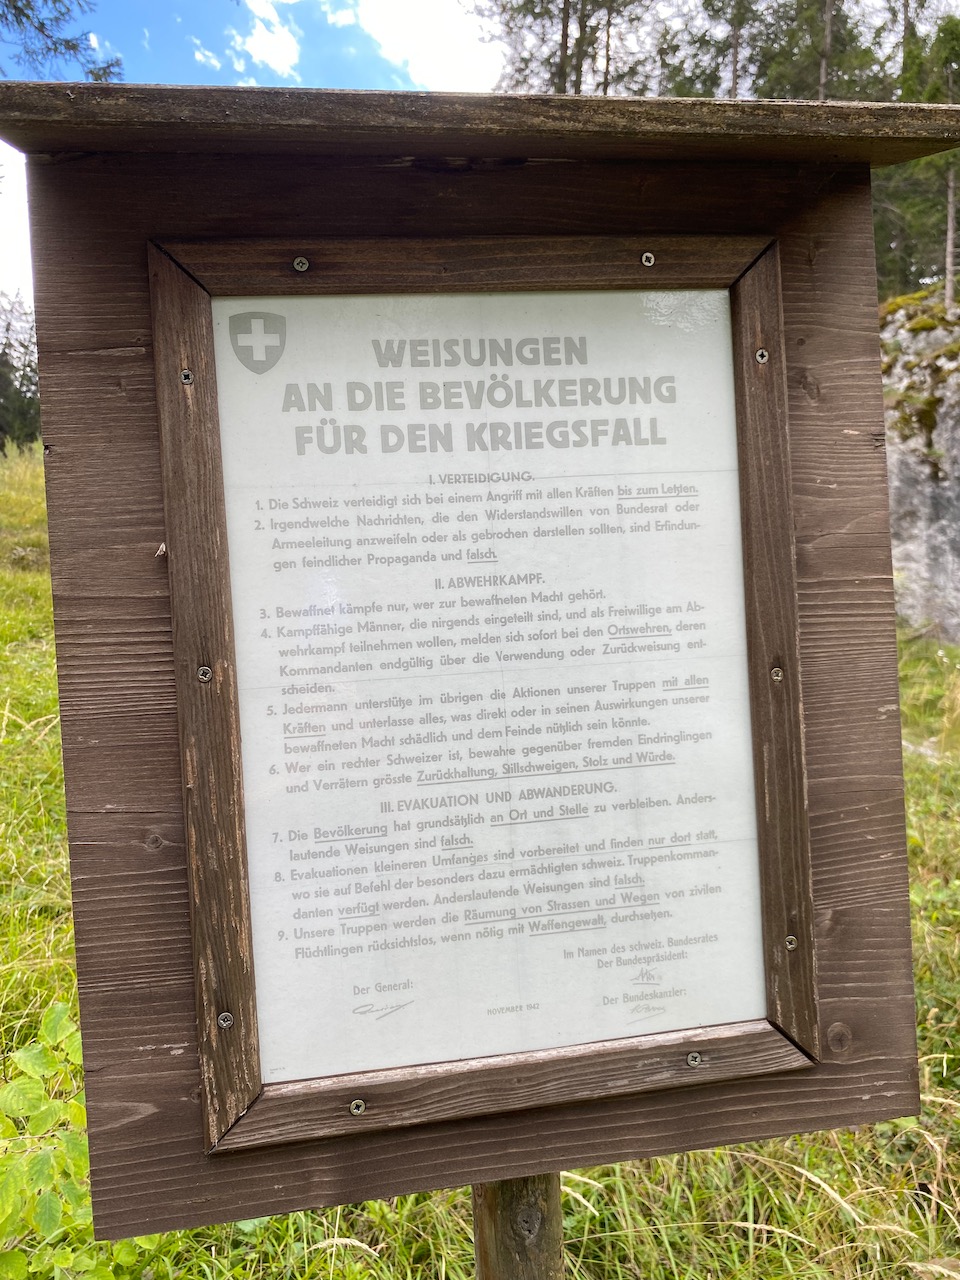 WEISUNGEN
AN DIE BEVÖLKERUNG
FÜR DEN KRIEGSFALL
I. VERTEIDIGUNG.
1. Die Schweiz verteidigt sich bei einem Angriff mit allen Kräften bis zum Letzten.
2. Irgendwelche Nachrichten, die den Widerstandswillen von Bundesrat oder
Armeeleitung anzweifeln oder als gebrochen darstellen sollten, sind Erfindun-
gen feindlicher Propaganda und falsch.
II. ABWEHRKAMPF.
3. Bewaffnet kämpfe nur, wer zur bewaffneten Macht gehört.
4. Kampffähige Männer, die nirgends eingeteilt sind, und als Freiwillige am Ab-
wehrkampf teilnehmen wollen, melden sich sofort bei den Ortswehren, deren
Kommandanten endgültig über die Verwendung oder Zurückweisung ent-
scheiden.
5. Jedermann unterstütze im übrigen die Aktionen unserer Truppen mit allen
Kräften und unterlasse alles, was direkt oder in seinen Auswirkungen unserer
bewaffneten Macht schädlich und dem Feinde nützlich sein könnte.
6. Wer ein rechter Schweizer ist, bewahre gegenüber fremden Eindringlingen
und Verrätern grösste Zurückhaltung, Stillschweigen, Stolz und Würde.
III. EVAKUATION UND ABWANDERUNG.
7. Die Bevölkerung hat grundsätzlich an Ort und Stelle zu verbleiben. Anders-
lautende Weisungen sind falsch.
8. Evakuationen kleineren Umfanges sind vorbereitet und finden nur dort statt,
wo sie auf Befehl der besonders dazu ermächtigten schweiz. Truppenkomman-
danten verfügt werden. Anderslautende Weisungen sind falsch.
9. Unsere Truppen werden die Räumung von Strassen und Wegen von zivilen
Flüchtlingen rücksichtslos, wenn nötig mit Waffengewalt, durchsetzen.
Im Namen des schweiz. Bundesrates
Der Bundespräsident:
Der General:
Der Bundeskanzler:
NOVEMBER 1942